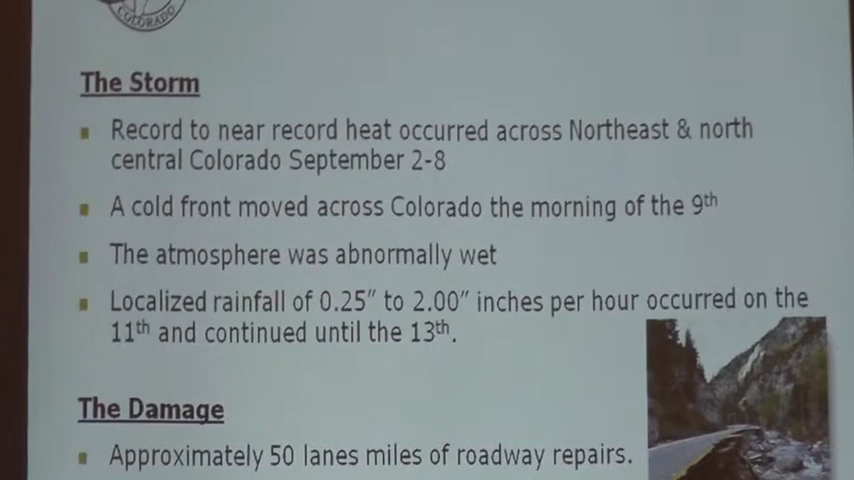 COLORADO
The Storm
Record to near record heat occurred across Northeast & north
central Colorado September 2-8
A cold front moved across Colorado the morning of the 9th
The atmosphere was abnormally wet
Localized rainfall of 0.25” to 2.00” inches per hour occurred on the
11th and continued until the 13th.
The Damage
Approximately 50 lanes miles of roadway repairs.